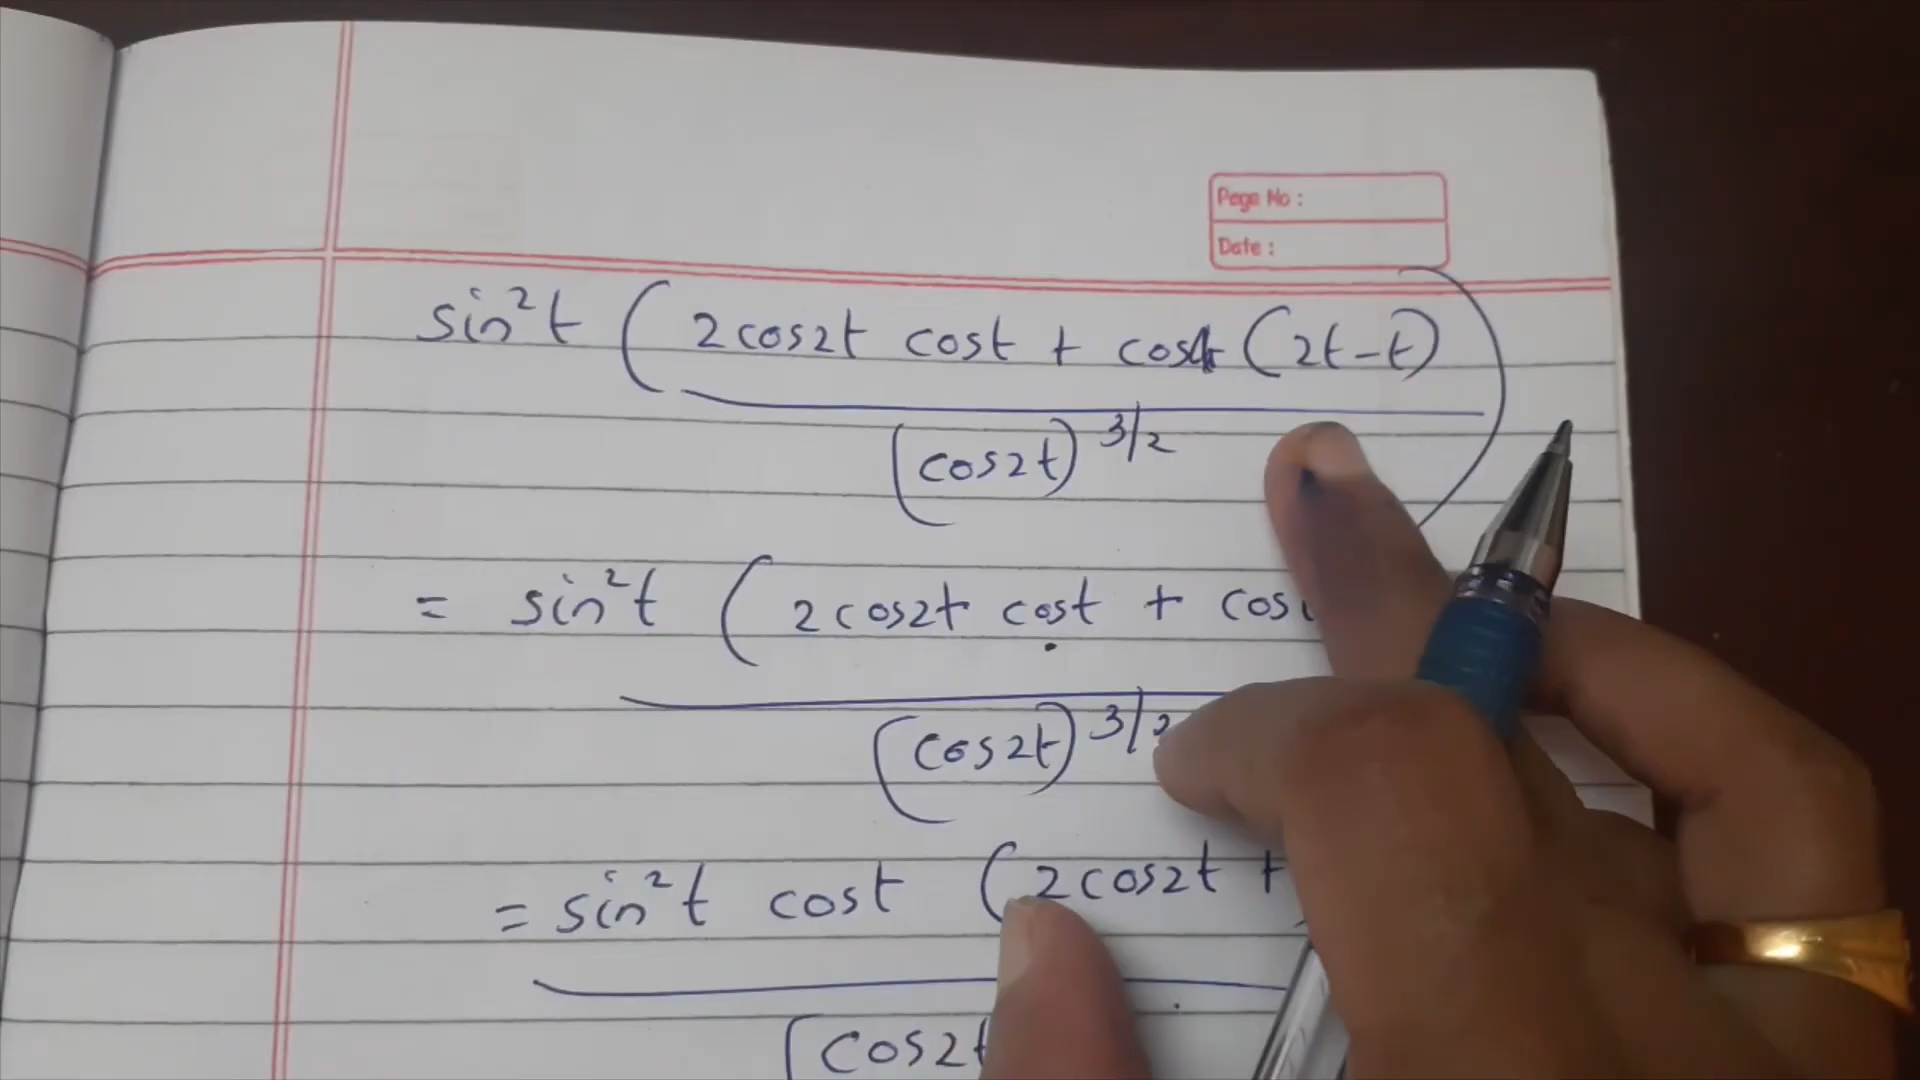 Page No :
Date :
sin²t ( 2cos2t cost + cos (2t-t) )
(cos2t)^3/2
= sin²t ( 2cos2t cost + cos
(cos2t)^3/2
= sin²t cost (2cos2t +
(cos2t